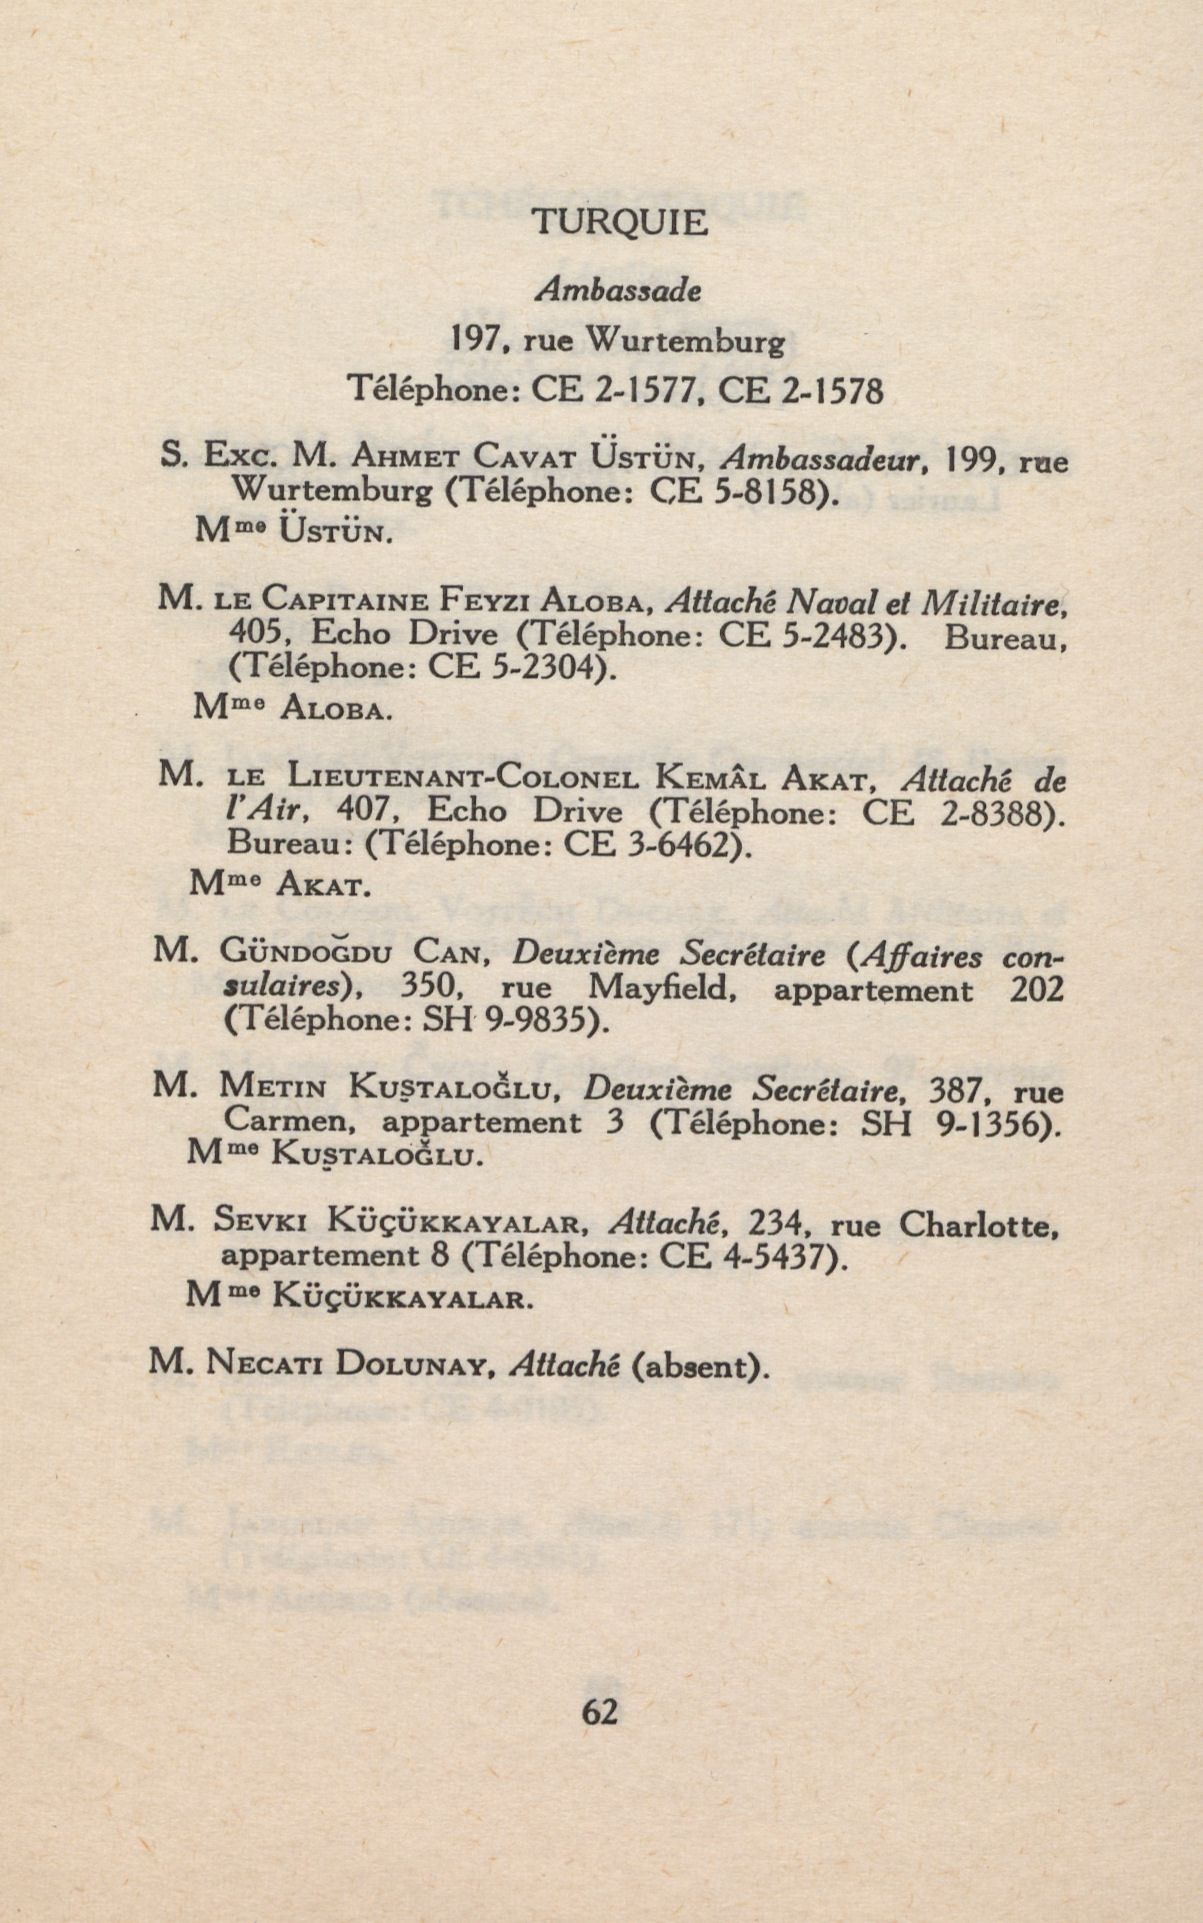 TURQUIE
Ambassade
197, rue Wurtemburg
Téléphone: CE 2-1577, CE 2-1578
S. Exc. M. AHMET CAVAT ÜSTÜN, Ambassadeur, 199, rue
Wurtemburg (Téléphone: CE 5-8158).
Mme ÜSTÜN.
M. LE CAPITAINE FEYZI ALOBA, Attaché Naval et Militaire,
405, Echo Drive (Téléphone: CE 5-2483). Bureau,
(Téléphone: CE 5-2304).
Mme ALOBA.
M. LE LIEUTENANT-COLONEL KEMÂL AKAT, Attaché de
l'Air, 407, Echo Drive (Téléphone: CE 2-8388).
Bureau: (Téléphone: CE 3-6462).
Mme AKAT.
M. GÜNDOĞDU CAN, Deuxième Secrétaire (Affaires con-
sulaires), 350, rue Mayfield, appartement 202
(Téléphone: SH 9-9835).
M. METIN KUŞTALOĞLU, Deuxième Secrétaire, 387, rue
Carmen, appartement 3 (Téléphone: SH 9-1356).
Mme KUŞTALOĞLU.
M. SEVKI KÜÇÜKKAYALAR, Attaché, 234, rue Charlotte,
appartement 8 (Téléphone: CE 4-5437).
Mme KÜÇÜKKAYALAR.
M. NECATI DOLUNAY, Attaché (absent).
62